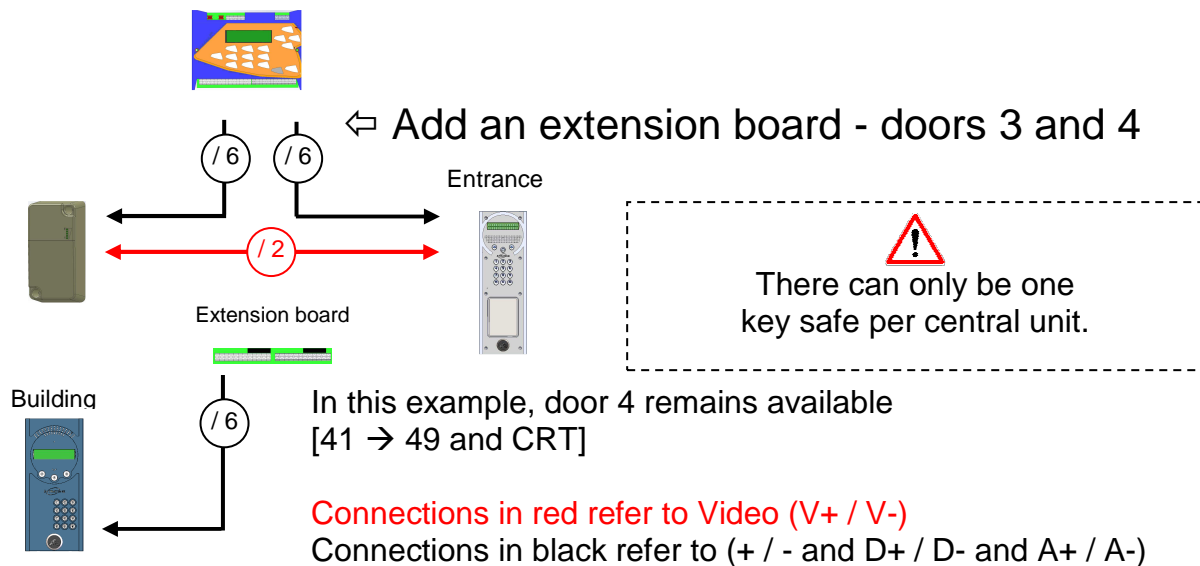 ⇦ Add an extension board - doors 3 and 4
/ 6
/ 6
Entrance
/ 2
There can only be one
key safe per central unit.
Extension board
Building
/ 6
In this example, door 4 remains available
[41 → 49 and CRT]
Connections in red refer to Video (V+ / V-)
Connections in black refer to (+ / - and D+ / D- and A+ / A-)